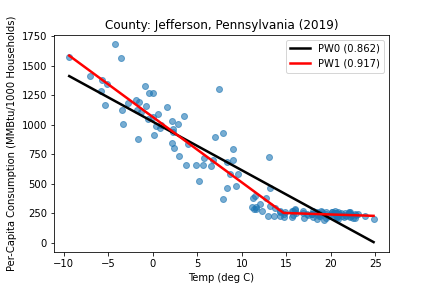 County: Jefferson, Pennsylvania (2019)
Per-Capita Consumption (MMBtu/1000 Households)
1750
1500
1250
1000
750
500
250
0
PW0 (0.862)
PW1 (0.917)
−10 −5 0 5 10 15 20 25
Temp (deg C)